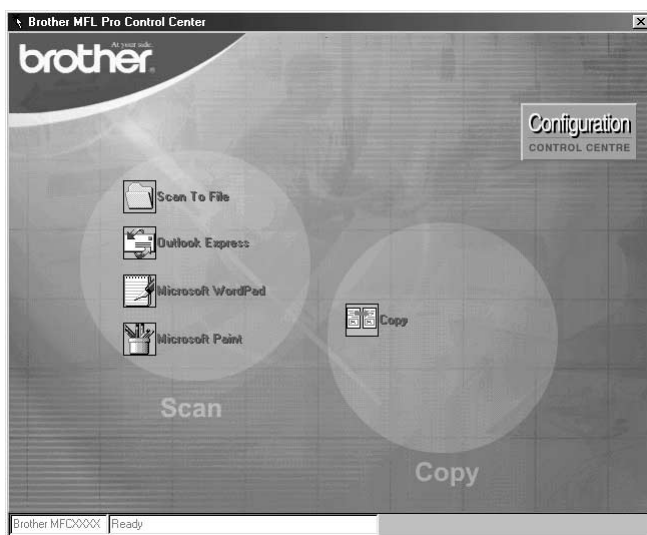 Brother MFL Pro Control Center
At your side.
brother.
Configuration
CONTROL CENTRE
Scan To File
Outlook Express
Microsoft WordPad
Microsoft Paint
Copy
Scan
Copy
Brother MFCXXXX
Ready